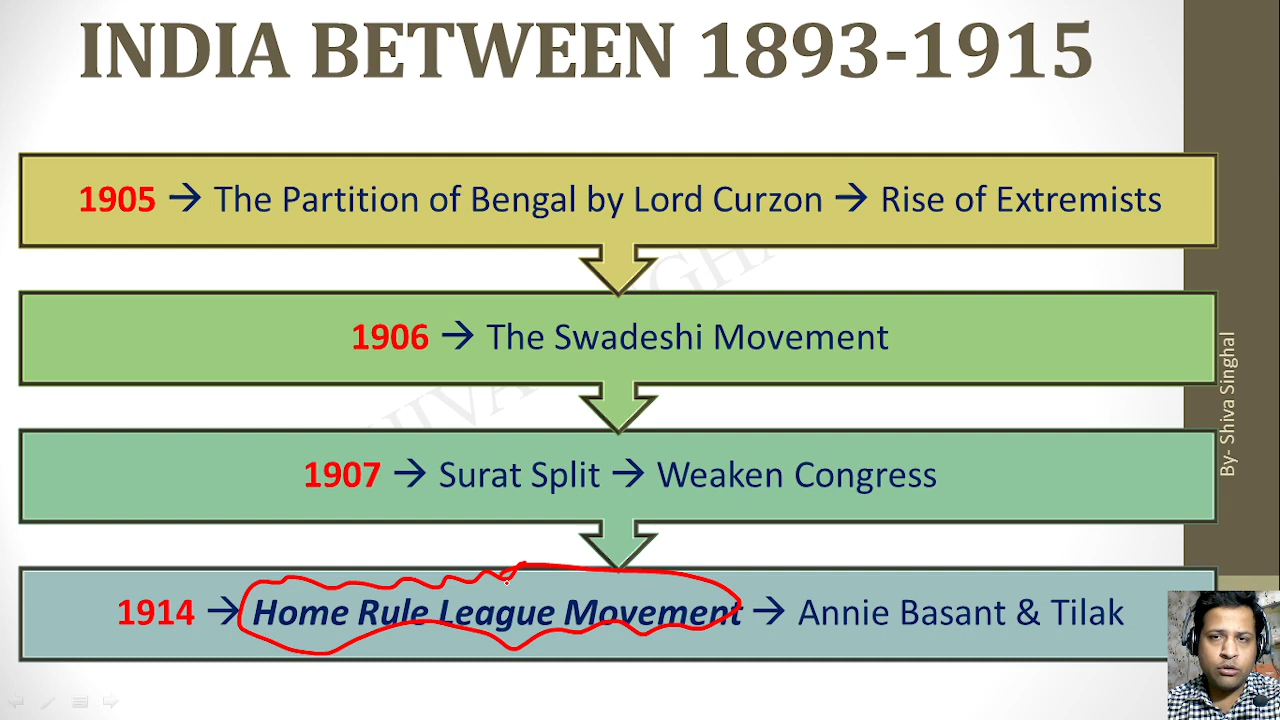 INDIA BETWEEN 1893-1915
1905 → The Partition of Bengal by Lord Curzon → Rise of Extremists
1906 → The Swadeshi Movement
1907 → Surat Split → Weaken Congress
1914 → Home Rule League Movement → Annie Basant & Tilak
By- Shiva Singhal